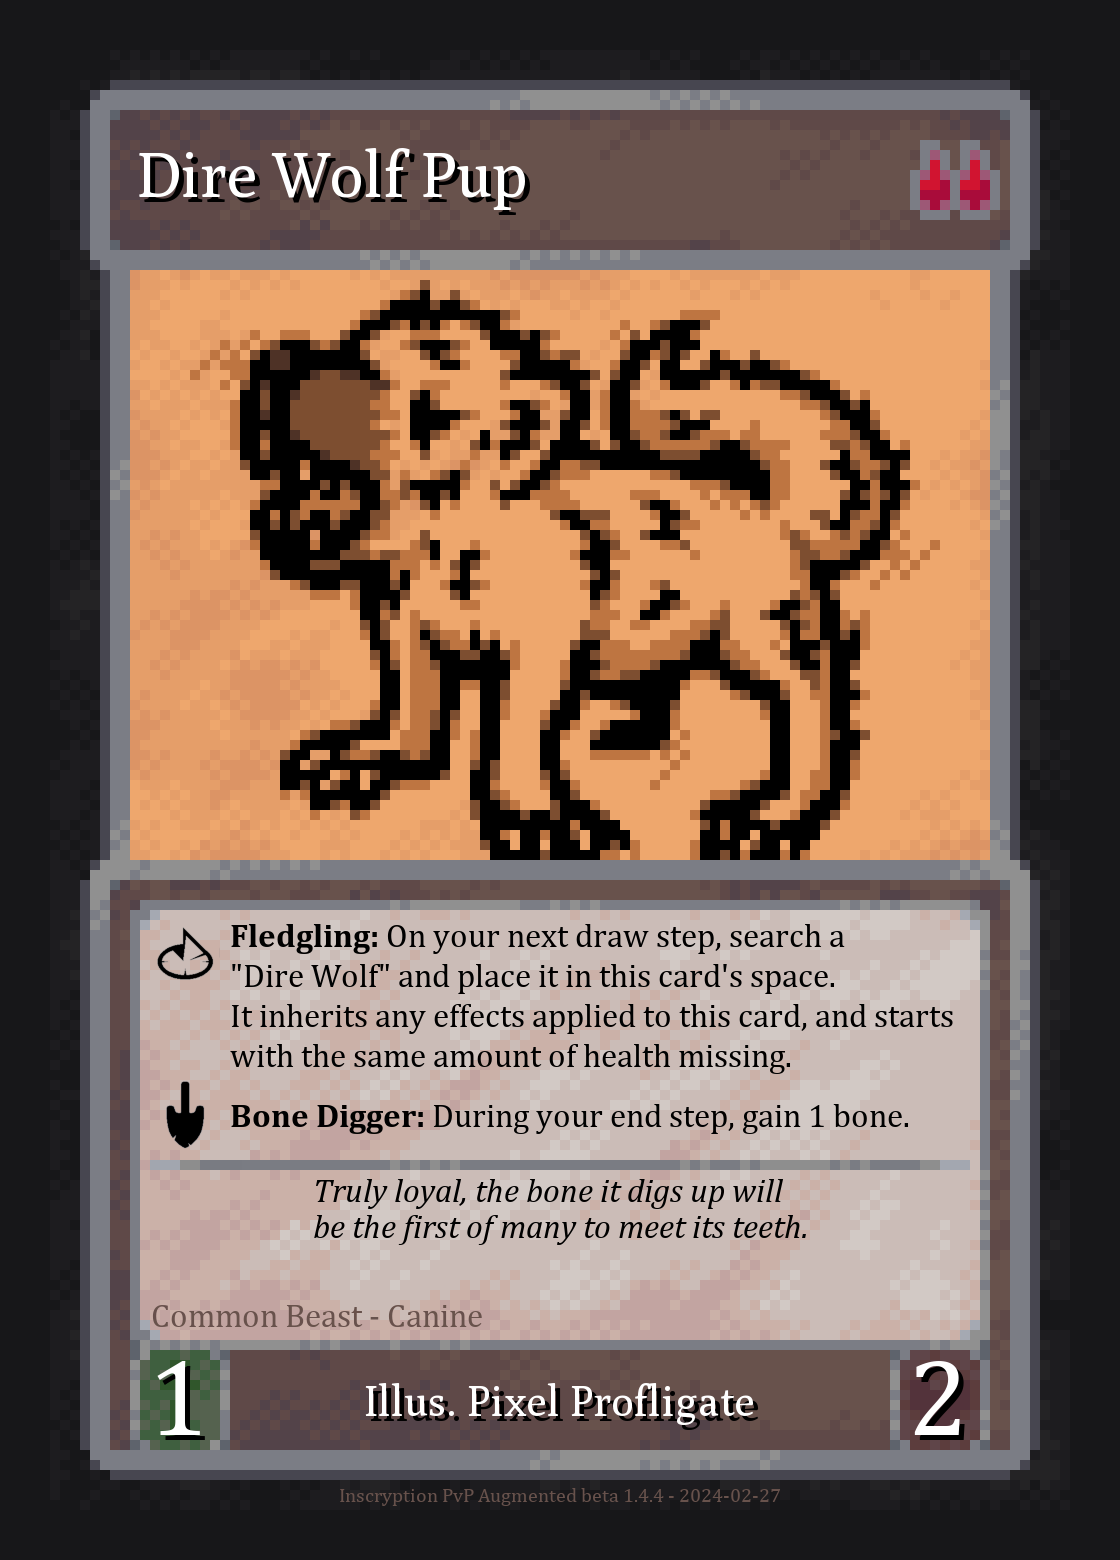 Dire Wolf Pup
Fledgling: On your next draw step, search a
"Dire Wolf" and place it in this card's space.
It inherits any effects applied to this card, and starts
with the same amount of health missing.
Bone Digger: During your end step, gain 1 bone.
Truly loyal, the bone it digs up will
be the first of many to meet its teeth.
Common Beast - Canine
1
Illus. Pixel Profligate
2
Inscryption PvP Augmented beta 1.4.4 - 2024-02-27